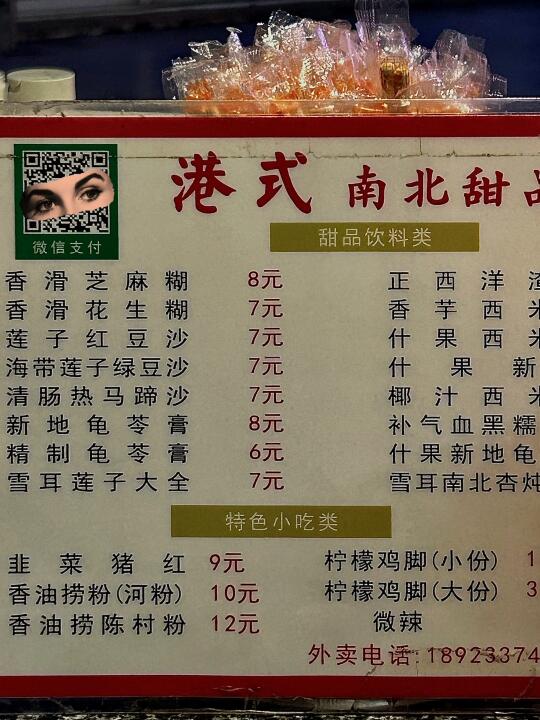 港式 南北甜品
微信支付
甜品饮料类
香滑芝麻糊 8元 正西洋
香滑花生糊 7元 香芋西米
莲子红豆沙 7元 什果西米
海带莲子绿豆沙 7元 什果新
清肠热马蹄沙 7元 椰汁西米
新地龟苓膏 8元 补气血黑糯
精制龟苓膏 6元 什果新地龟
雪耳莲子大全 7元 雪耳南北杏炖
特色小吃类
韭菜猪红 9元 柠檬鸡脚(小份) 1
香油捞粉(河粉) 10元 柠檬鸡脚(大份) 3
香油捞陈村粉 12元 微辣
外卖电话:18923374